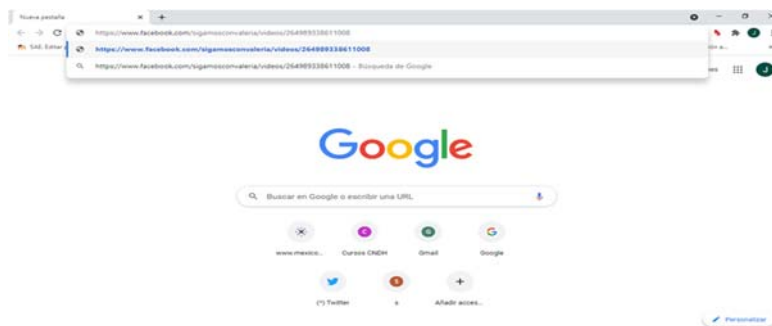 Nueva pestaña
https://www.facebook.com/sigamosconvaleria/videos/264989338611008
https://www.facebook.com/sigamosconvaleria/videos/264989338611008
https://www.facebook.com/sigamosconvaleria/videos/264989338611008 – Búsqueda de Google
J
Google
Buscar en Google o escribir una URL
www.mexico...
Cursos CNDH
Gmail
Google
(*) Twitter
s
Añadir acces...
Personalizar